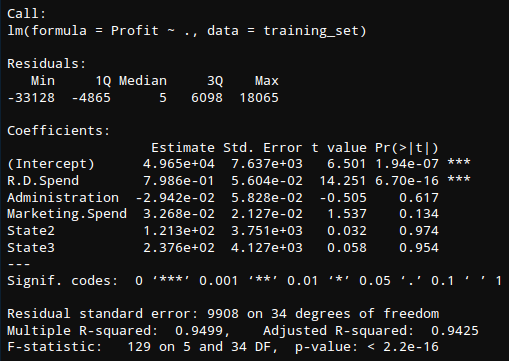 Call:
lm(formula = Profit ~ ., data = training_set)
Residuals:
Min 1Q Median 3Q Max
-33128 -4865 5 6098 18065
Coefficients:
Estimate Std. Error t value Pr(>|t|)
(Intercept) 4.965e+04 7.637e+03 6.501 1.94e-07 ***
R.D.Spend 7.986e-01 5.604e-02 14.251 6.70e-16 ***
Administration -2.942e-02 5.828e-02 -0.505 0.617
Marketing.Spend 3.268e-02 2.127e-02 1.537 0.134
State2 1.213e+02 3.751e+03 0.032 0.974
State3 2.376e+02 4.127e+03 0.058 0.954
---
Signif. codes: 0 ‘***’ 0.001 ‘**’ 0.01 ‘*’ 0.05 ‘.’ 0.1 ‘ ’ 1
Residual standard error: 9908 on 34 degrees of freedom
Multiple R-squared: 0.9499, Adjusted R-squared: 0.9425
F-statistic: 129 on 5 and 34 DF, p-value: < 2.2e-16